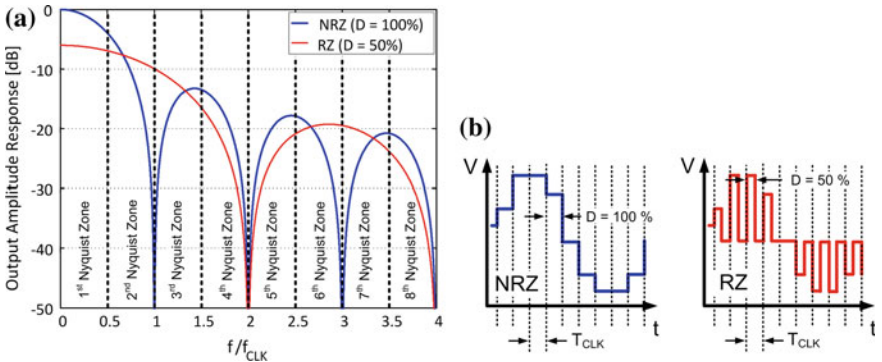 (a)
NRZ (D = 100%)
RZ (D = 50%)
Output Amplitude Response [dB]
0
-10
-20
-30
-40
-50
1st Nyquist Zone
2nd Nyquist Zone
3rd Nyquist Zone
4th Nyquist Zone
5th Nyquist Zone
6th Nyquist Zone
7th Nyquist Zone
8th Nyquist Zone
0 0.5 1 1.5 2 2.5 3 3.5 4
f/fCLK
(b)
V
D = 100 %
NRZ
t
TCLK
V
D = 50 %
RZ
t
TCLK